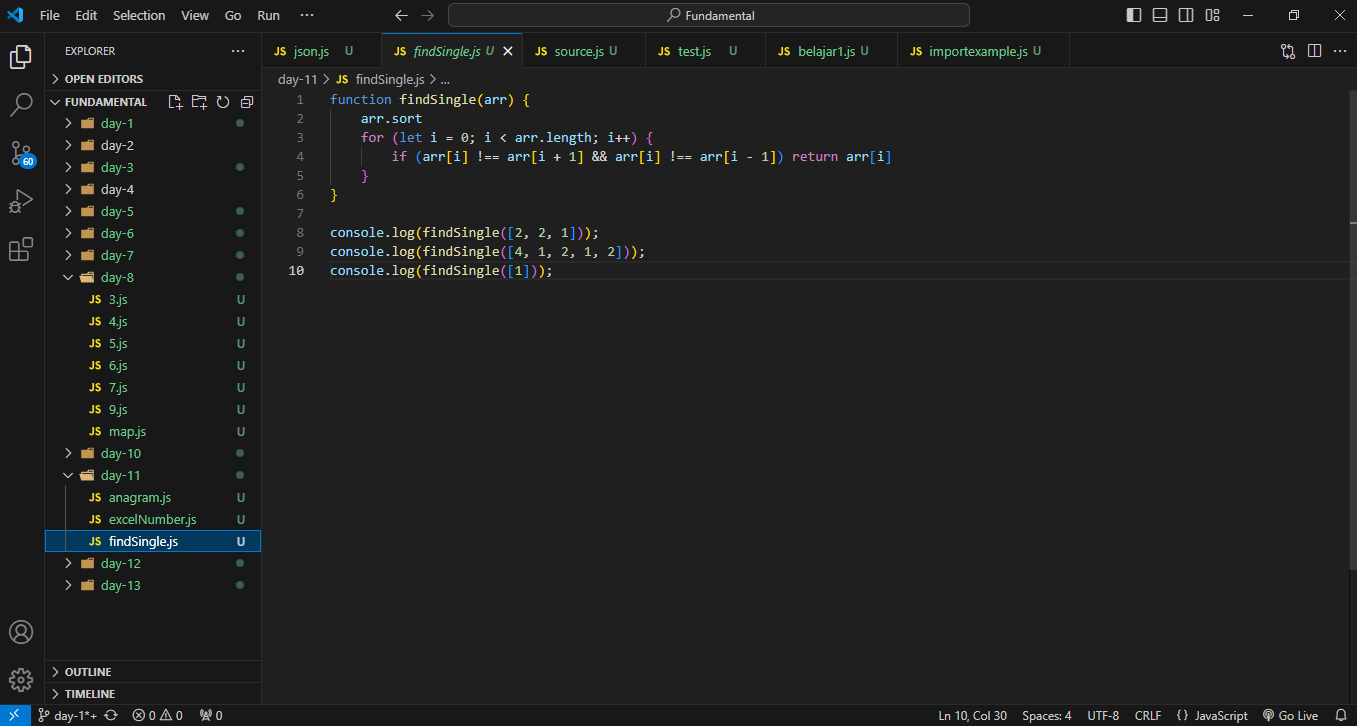 File Edit Selection View Go Run ··· Fundamental
EXPLORER ···
OPEN EDITORS
FUNDAMENTAL
day-1
day-2
day-3
day-4
day-5
day-6
day-7
day-8
JS 3.js U
JS 4.js U
JS 5.js U
JS 6.js U
JS 7.js U
JS 9.js U
JS map.js U
day-10
day-11
JS anagram.js U
JS excelNumber.js U
JS findSingle.js U
day-12
day-13
OUTLINE
TIMELINE
60
JS json.js U JS findSingle.js U JS source.js U JS test.js U JS belajar1.js U JS importexample.js U ···
day-11 > JS findSingle.js > ...
1 function findSingle(arr) {
2 arr.sort
3 for (let i = 0; i < arr.length; i++) {
4 if (arr[i] !== arr[i + 1] && arr[i] !== arr[i - 1]) return arr[i]
5 }
6 }
7
8 console.log(findSingle([2, 2, 1]));
9 console.log(findSingle([4, 1, 2, 1, 2]));
10 console.log(findSingle([1]));
day-1*+ 0 0 0 Ln 10, Col 30 Spaces: 4 UTF-8 CRLF {} JavaScript Go Live